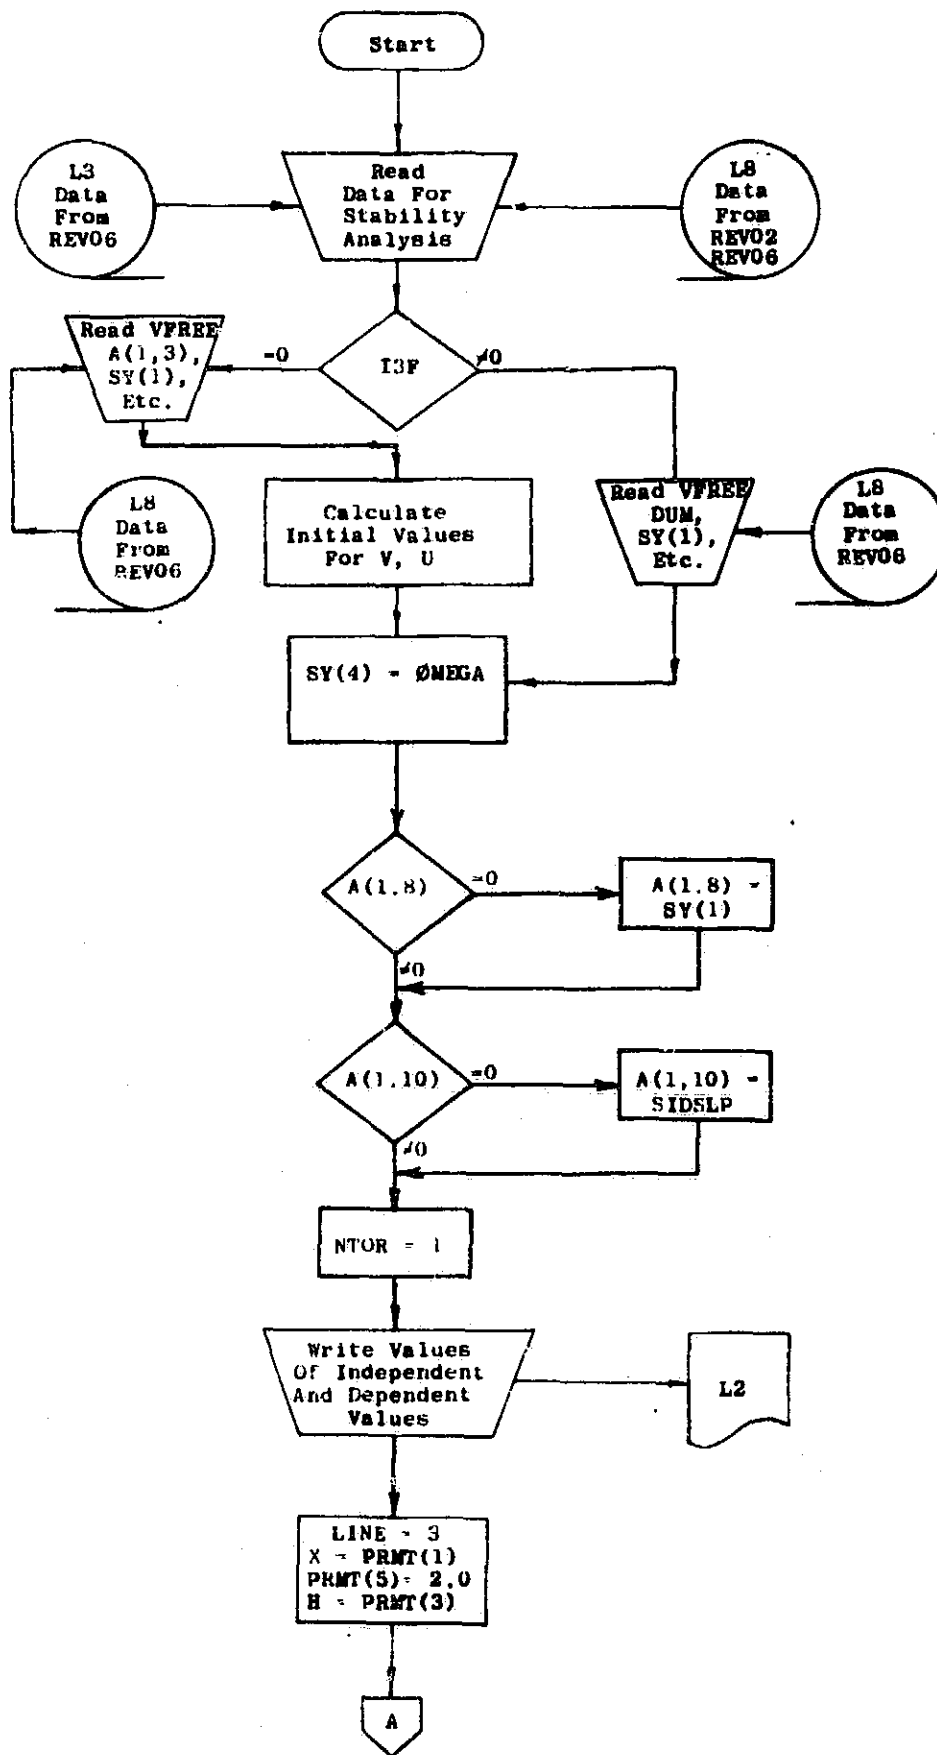 Start
L3
Data
From
REV06
Read
Data For
Stability
Analysis
L8
Data
From
REV02
REV06
Read VFREE
A(1,3),
SY(1),
Etc.
=0
I3F
≠0
L8
Data
From
REV06
Calculate
Initial Values
For V, U
Read VFREE
DUM,
SY(1),
Etc.
L8
Data
From
REV06
SY(4) = ØMEGA
A(1,8)
=0
A(1,8) =
SY(1)
≠0
A(1,10)
=0
A(1,10) =
SIDSLP
≠0
NTOR = 1
Write Values
Of Independent
And Dependent
Values
L2
LINE = 3
X = PRMT(1)
PRMT(5)= 2.0
H = PRMT(3)
A